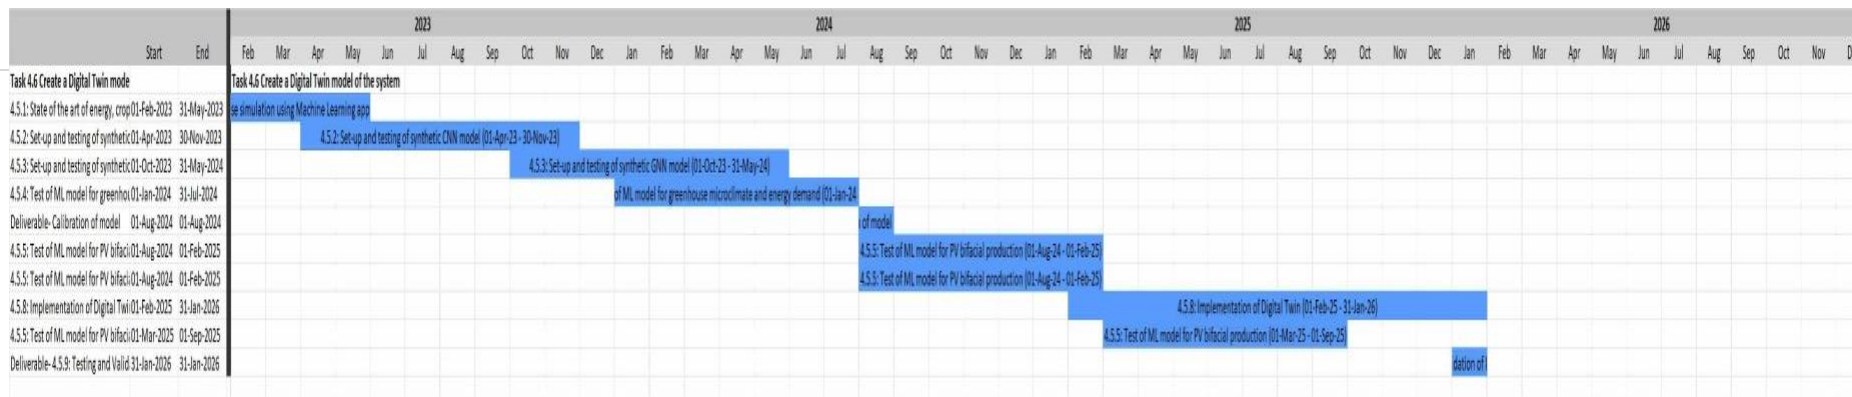 2023 2024 2025 2026
Start End Feb Mar Apr May Jun Jul Aug Sep Oct Nov Dec Jan Feb Mar Apr May Jun Jul Aug Sep Oct Nov Dec Jan Feb Mar Apr May Jun Jul Aug Sep Oct Nov Dec Jan Mar Apr May Jun Jul Aug Sep Oct Nov D
Task 4.6 Create a Digital Twin mode Task 4.6 Create a Digital Twin model of the system
4.5.1: State of the art of energy, crop 01-Feb-2023 31-May-2023 se simulation using Machine Learning app
4.5.2: Set-up and testing of synthetic 01-Apr-2023 30-Nov-2023 4.5.2: Set-up and testing of synthetic CNN model (01-Apr-23 - 30-Nov-23)
4.5.3: Set-up and testing of synthetic 01-Oct-2023 31-May-2024 4.5.3: Set-up and testing of synthetic GNN model (01-Oct-23 - 31-May-24)
4.5.4: Test of ML model for greenhou 01-Jan-2024 31-Jul-2024 of ML model for greenhouse microclimate and energy demand (01-Jan-24
Deliverable- Calibration of model 01-Aug-2024 01-Aug-2024 of model
4.5.5: Test of ML model for PV bifaci 01-Aug-2024 01-Feb-2025 4.5.5: Test of ML model for PV bifacial production (01-Aug-24 - 01-Feb-25)
4.5.5: Test of ML model for PV bifaci 01-Aug-2024 01-Feb-2025 4.5.5: Test of ML model for PV bifacial production (01-Aug-24 - 01-Feb-25)
4.5.8: Implementation of Digital Twi 01-Feb-2025 31-Jan-2026 4.5.8: Implementation of Digital Twin (01-Feb-25 - 31-Jan-26)
4.5.5: Test of ML model for PV bifaci 01-Mar-2025 01-Sep-2025 4.5.5: Test of ML model for PV bifacial production (01-Mar-25 - 01-Sep-25)
Deliverable- 4.5.9: Testing and Valid 31-Jan-2026 31-Jan-2026 dation of